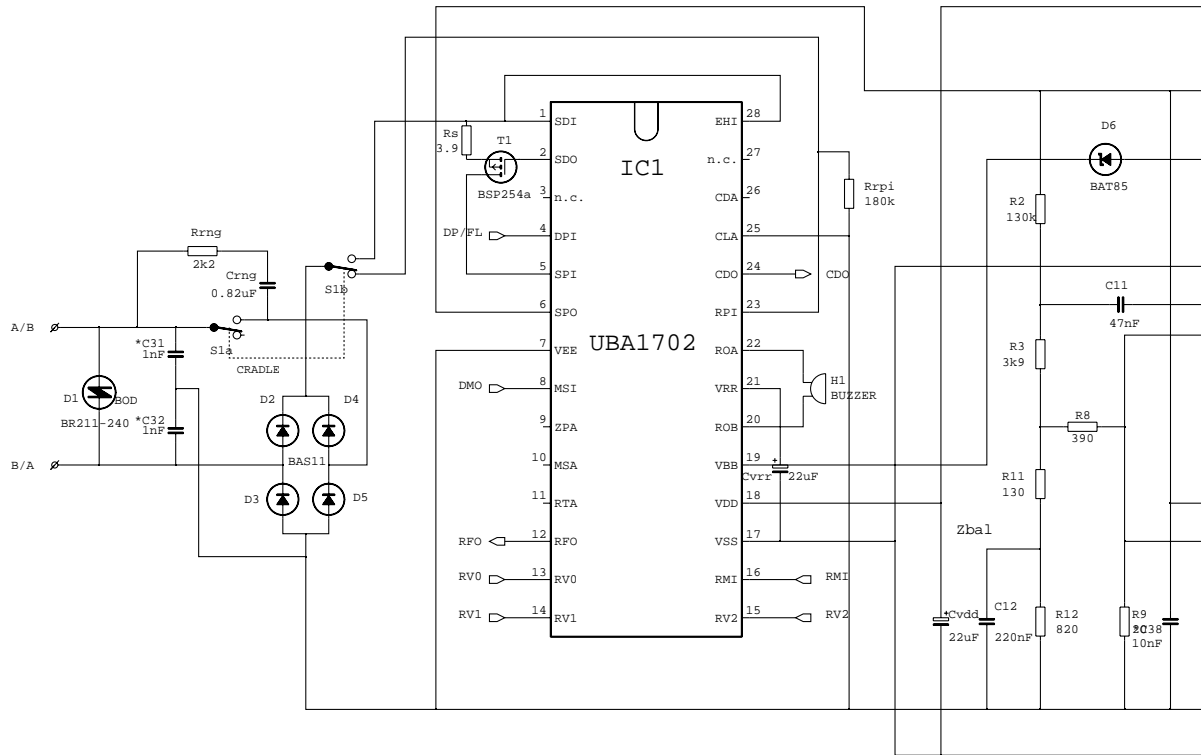 A/B
B/A
D1
BOD
BR211-240
Rrng
2k2
Crng
0.82uF
*C31
1nF
*C32
1nF
S1a
S1b
CRADLE
D2
D4
BAS11
D3
D5
Rs
3.9
T1
BSP254a
DP/FL
DMO
RFO
RV0
RV1
IC1
UBA1702
1 SDI
2 SDO
3 n.c.
4 DPI
5 SPI
6 SPO
7 VEE
8 MSI
9 ZPA
10 MSA
11 RTA
12 RFO
13 RV0
14 RV1
EHI 28
n.c. 27
CDA 26
CLA 25
CDO 24
RPI 23
ROA 22
VRR 21
ROB 20
VBB 19
VDD 18
VSS 17
RMI 16
RV2 15
CDO
RMI
RV2
Rrpi
180k
H1
BUZZER
Cvrr
+
22uF
D6
BAT85
R2
130k
C11
47nF
R3
3k9
R8
390
R11
130
Zbal
+
Cvdd
22uF
C12
220nF
R12
820
R9
*C38
10nF